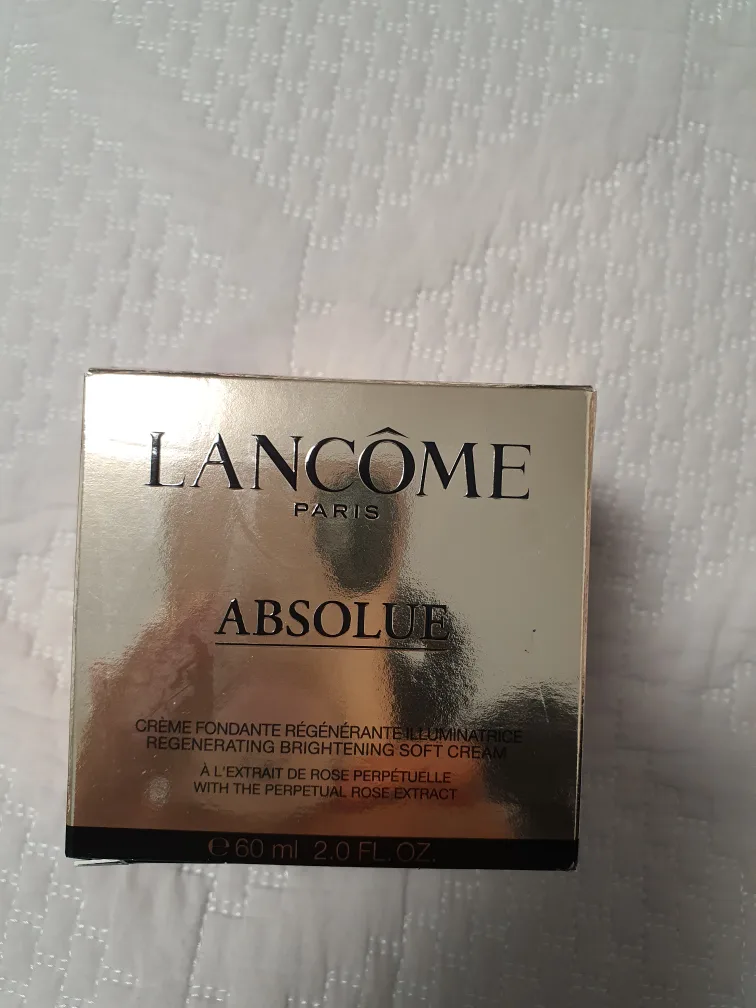 LANCÔME
PARIS
ABSOLUE
CRÈME FONDANTE RÉGÉNÉRANTE ILLUMINATRICE
REGENERATING BRIGHTENING SOFT CREAM
À L'EXTRAIT DE ROSE PERPÉTUELLE
WITH THE PERPETUAL ROSE EXTRACT
℮ 60 ml 2.0 FL. OZ.